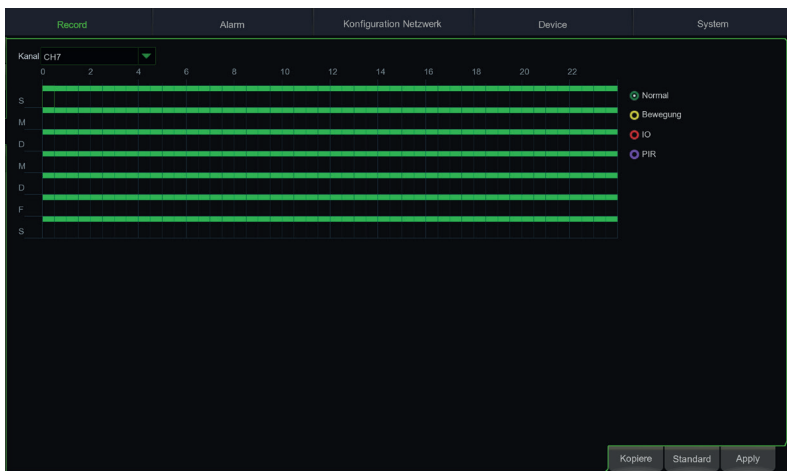 Record Alarm Konfiguration Netzwerk Device System
Kanal CH7
0 2 4 6 8 10 12 14 16 18 20 22
S
M
D
M
D
F
S
Normal
Bewegung
IO
PIR
Kopiere Standard Apply